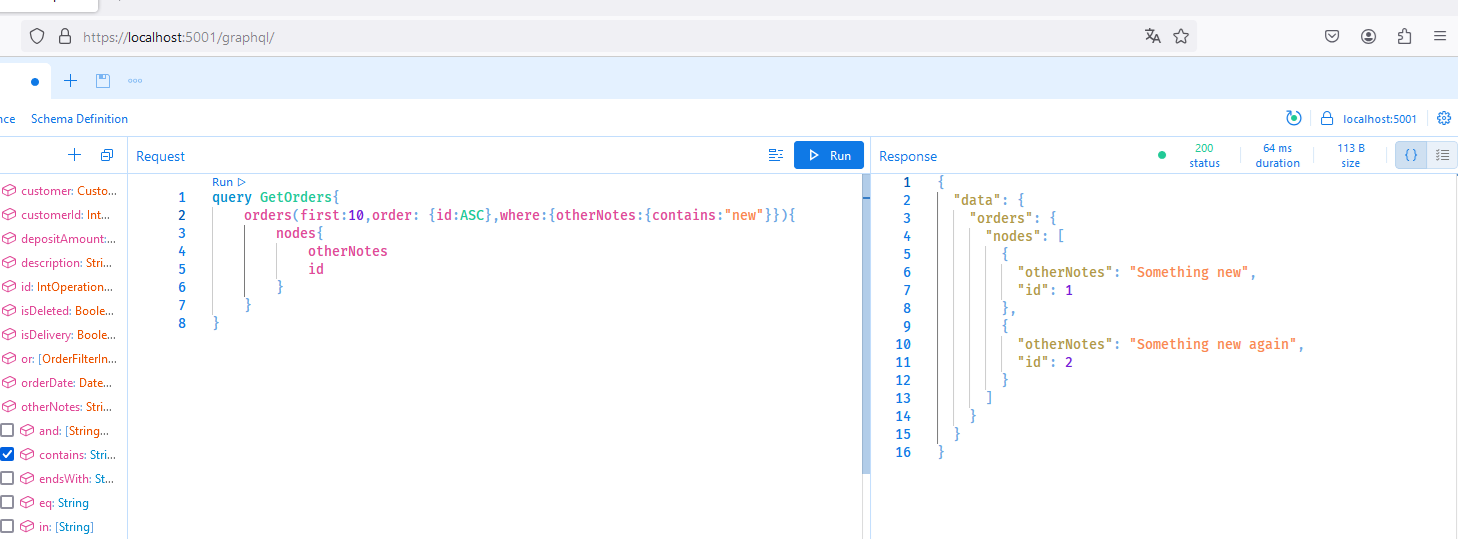 https://localhost:5001/graphql/
nce Schema Definition
localhost:5001
Request
Run
Response
200 status
64 ms duration
113 B size
{}
customer: Custo...
customerId: Int...
depositAmount:...
description: Stri...
id: IntOperation...
isDeleted: Boole...
isDelivery: Boole...
or: [OrderFilterIn...
orderDate: Date...
otherNotes: Stri...
and: [String...
contains: Stri...
endsWith: St...
eq: String
in: [String]
Run
1 query GetOrders{
2 orders(first:10,order: {id:ASC},where:{otherNotes:{contains:"new"}}){
3 nodes{
4 otherNotes
5 id
6 }
7 }
8 }
1 {
2 "data": {
3 "orders": {
4 "nodes": [
5 {
6 "otherNotes": "Something new",
7 "id": 1
8 },
9 {
10 "otherNotes": "Something new again",
11 "id": 2
12 }
13 ]
14 }
15 }
16 }